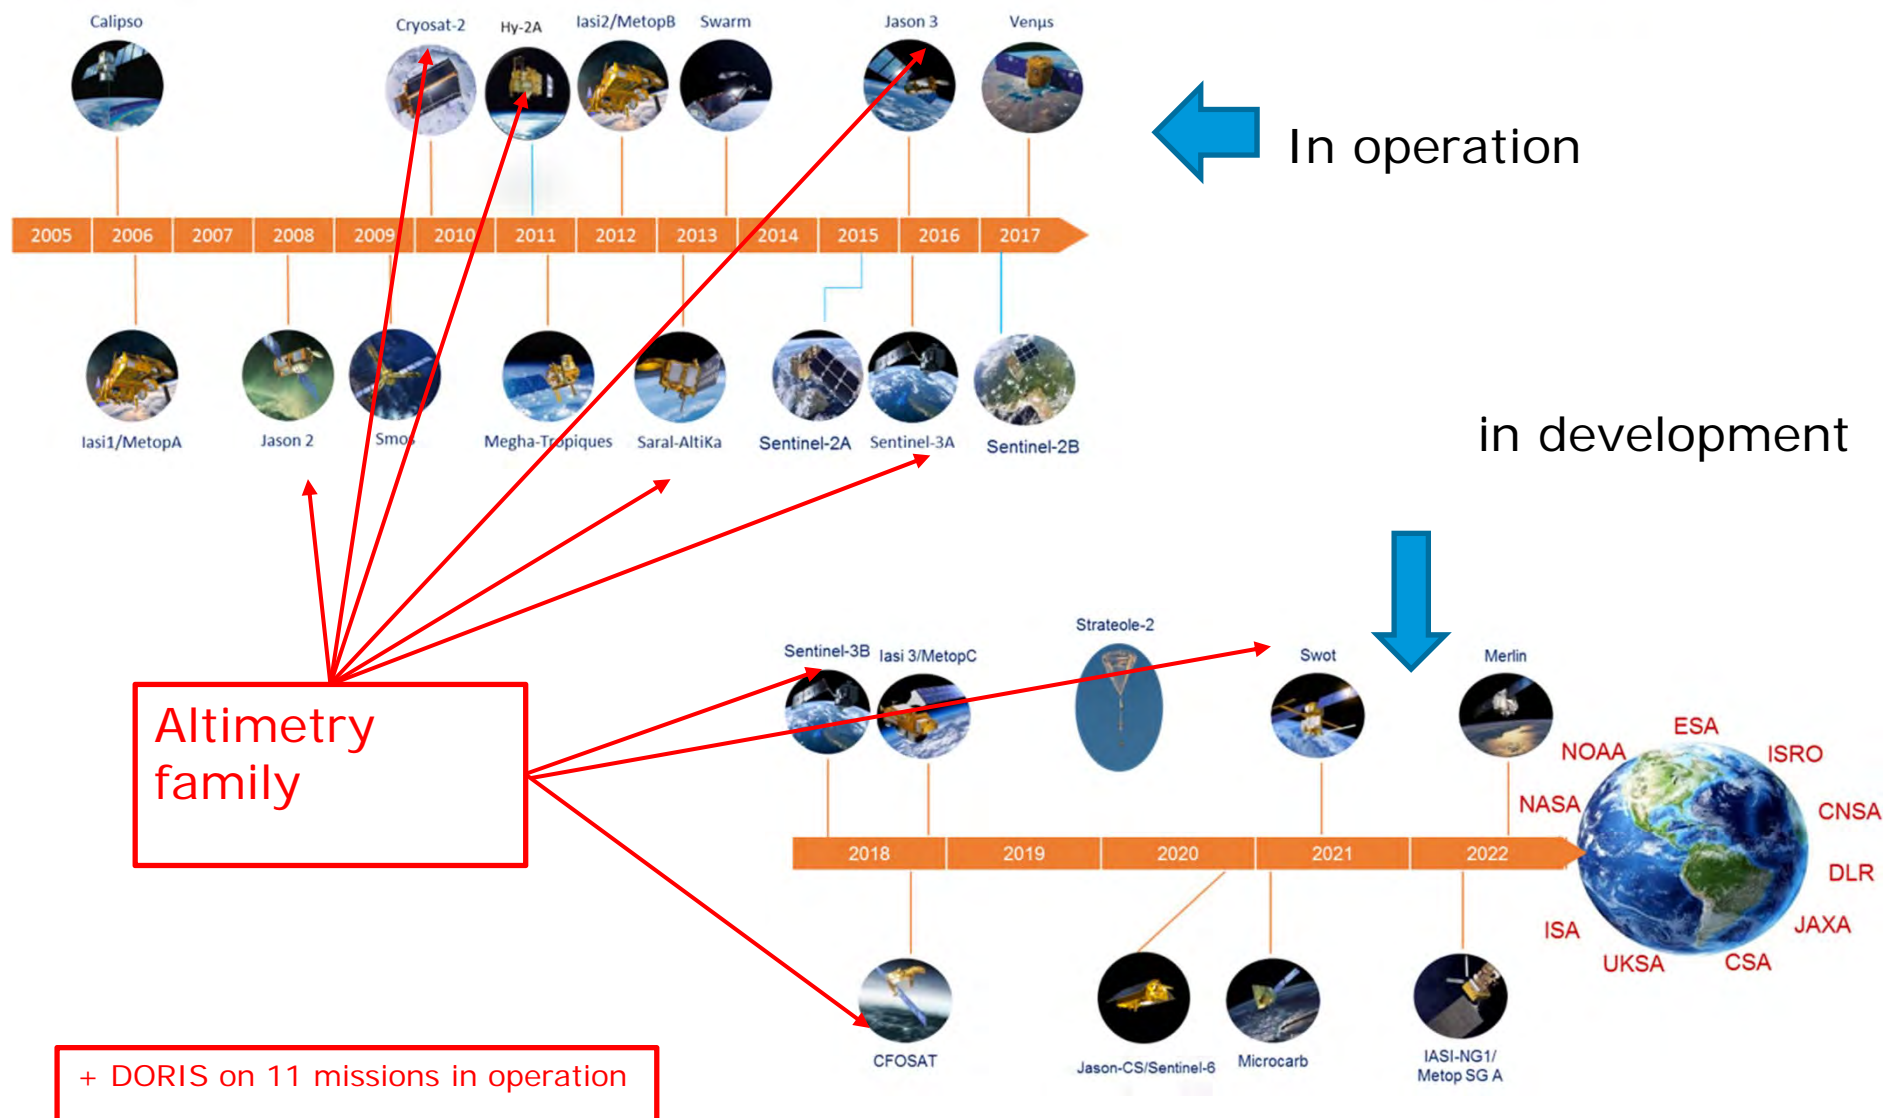 Calipso
Cryosat-2
Hy-2A
Iasi2/MetopB
Swarm
Jason 3
Venµs
In operation
2005 2006 2007 2008 2009 2010 2011 2012 2013 2014 2015 2016 2017
Iasi1/MetopA
Jason 2
Smos
Megha-Tropiques
Saral-AltiKa
Sentinel-2A
Sentinel-3A
Sentinel-2B
in development
Altimetry
family
Sentinel-3B
Iasi 3/MetopC
Strateole-2
Swot
Merlin
ESA
NOAA
ISRO
NASA
CNSA
2018 2019 2020 2021 2022
DLR
ISA
JAXA
UKSA
CSA
CFOSAT
Jason-CS/Sentinel-6
Microcarb
IASI-NG1/
Metop SG A
+ DORIS on 11 missions in operation